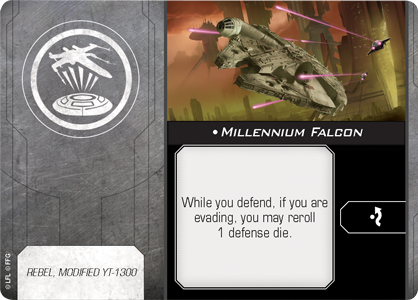 • MILLENNIUM FALCON
While you defend, if you are
evading, you may reroll
1 defense die.
REBEL, MODIFIED YT-1300
© LFL © FFG